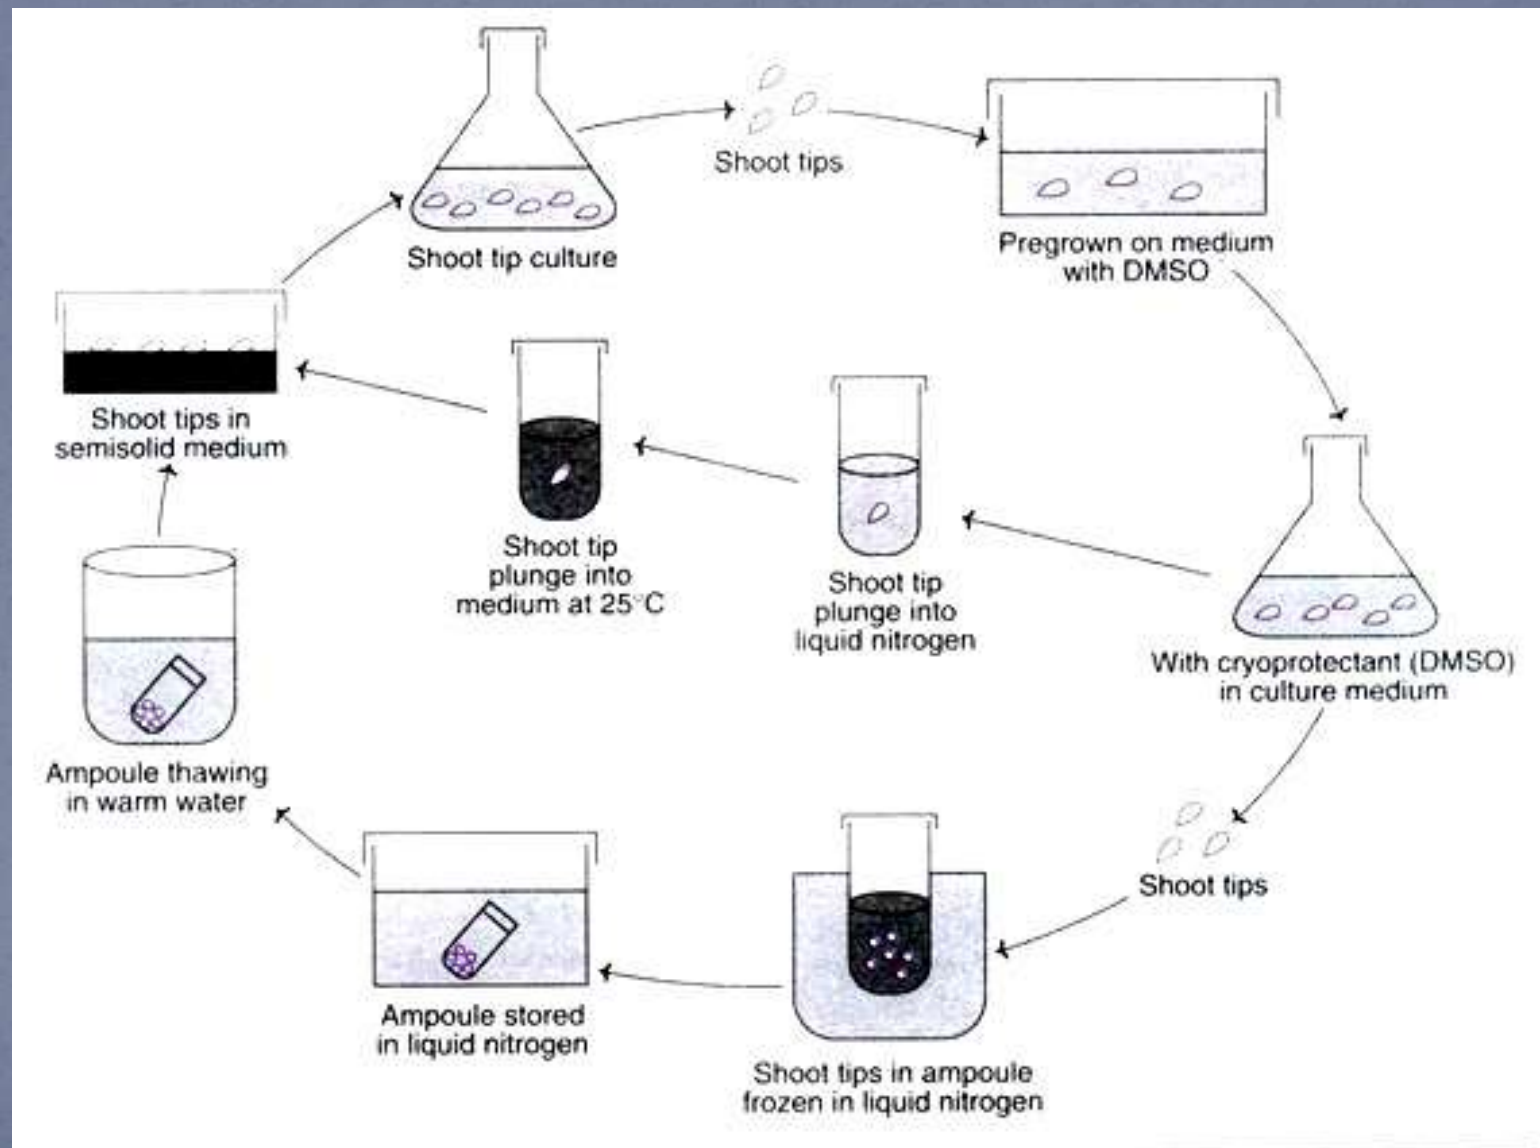 Shoot tips
Shoot tip culture
Pregrown on medium
with DMSO
Shoot tips in
semisolid medium
Shoot tip
plunge into
medium at 25°C
Shoot tip
plunge into
liquid nitrogen
With cryoprotectant (DMSO)
in culture medium
Ampoule thawing
in warm water
Shoot tips
Ampoule stored
in liquid nitrogen
Shoot tips in ampoule
frozen in liquid nitrogen